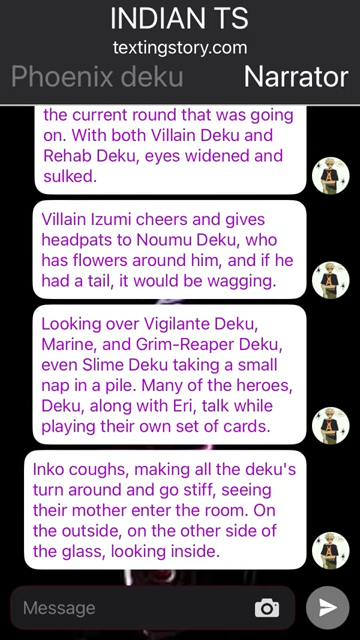 INDIAN TS
textingstory.com
Phoenix deku
Narrator
the current round that was going
on. With both Villain Deku and
Rehab Deku, eyes widened and
sulked.
Villain Izumi cheers and gives
headpats to Noumu Deku, who
has flowers around him, and if he
had a tail, it would be wagging.
Looking over Vigilante Deku,
Marine, and Grim-Reaper Deku,
even Slime Deku taking a small
nap in a pile. Many of the heroes,
Deku, along with Eri, talk while
playing their own set of cards.
Inko coughs, making all the deku's
turn around and go stiff, seeing
their mother enter the room. On
the outside, on the other side of
the glass, looking inside.
Message